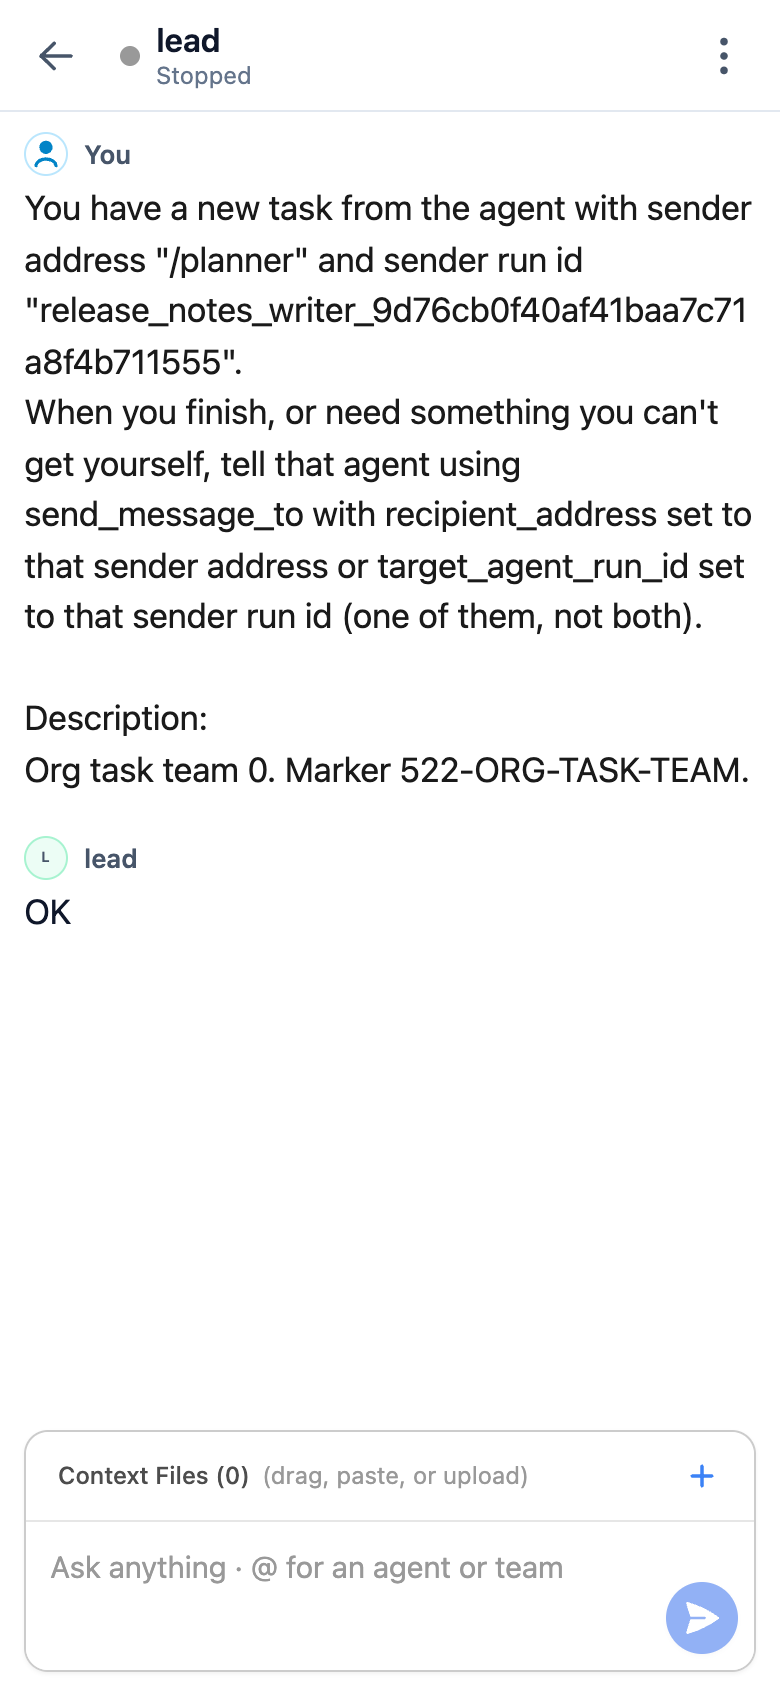 lead
Stopped
You
You have a new task from the agent with sender
address "/planner" and sender run id
"release_notes_writer_9d76cb0f40af41baa7c71
a8f4b711555".
When you finish, or need something you can't
get yourself, tell that agent using
send_message_to with recipient_address set to
that sender address or target_agent_run_id set
to that sender run id (one of them, not both).
Description:
Org task team 0. Marker 522-ORG-TASK-TEAM.
L
lead
OK
Context Files (0) (drag, paste, or upload)
Ask anything · @ for an agent or team